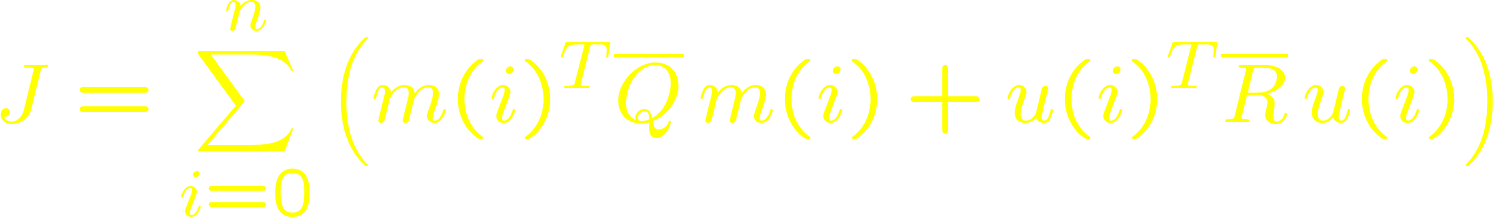 J = \sum_{i=0}^{n} \left( m(i)^T \overline{Q} \, m(i) + u(i)^T \overline{R} \, u(i) \right)